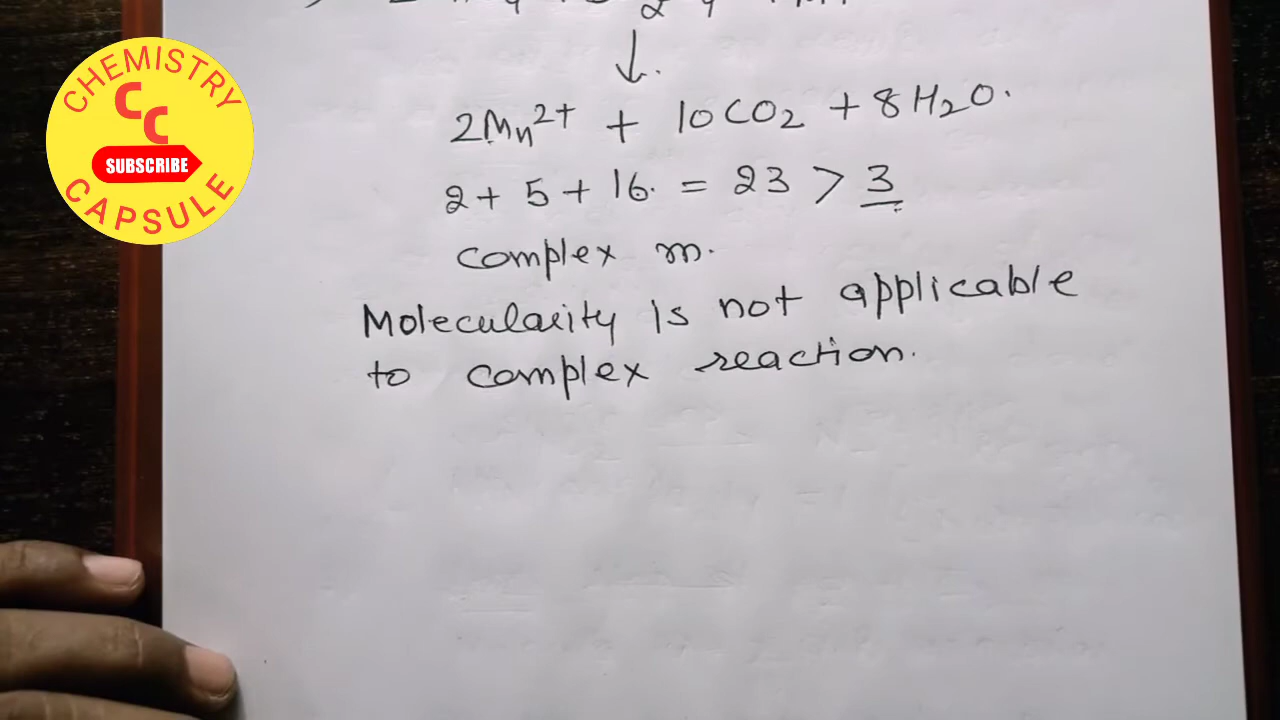 CHEMISTRY
CC
SUBSCRIBE
CAPSULE
2Mn²⁺ + 10CO₂ + 8H₂O.
2 + 5 + 16. = 23 > 3
complex
Molecularity is not applicable
to complex reaction.